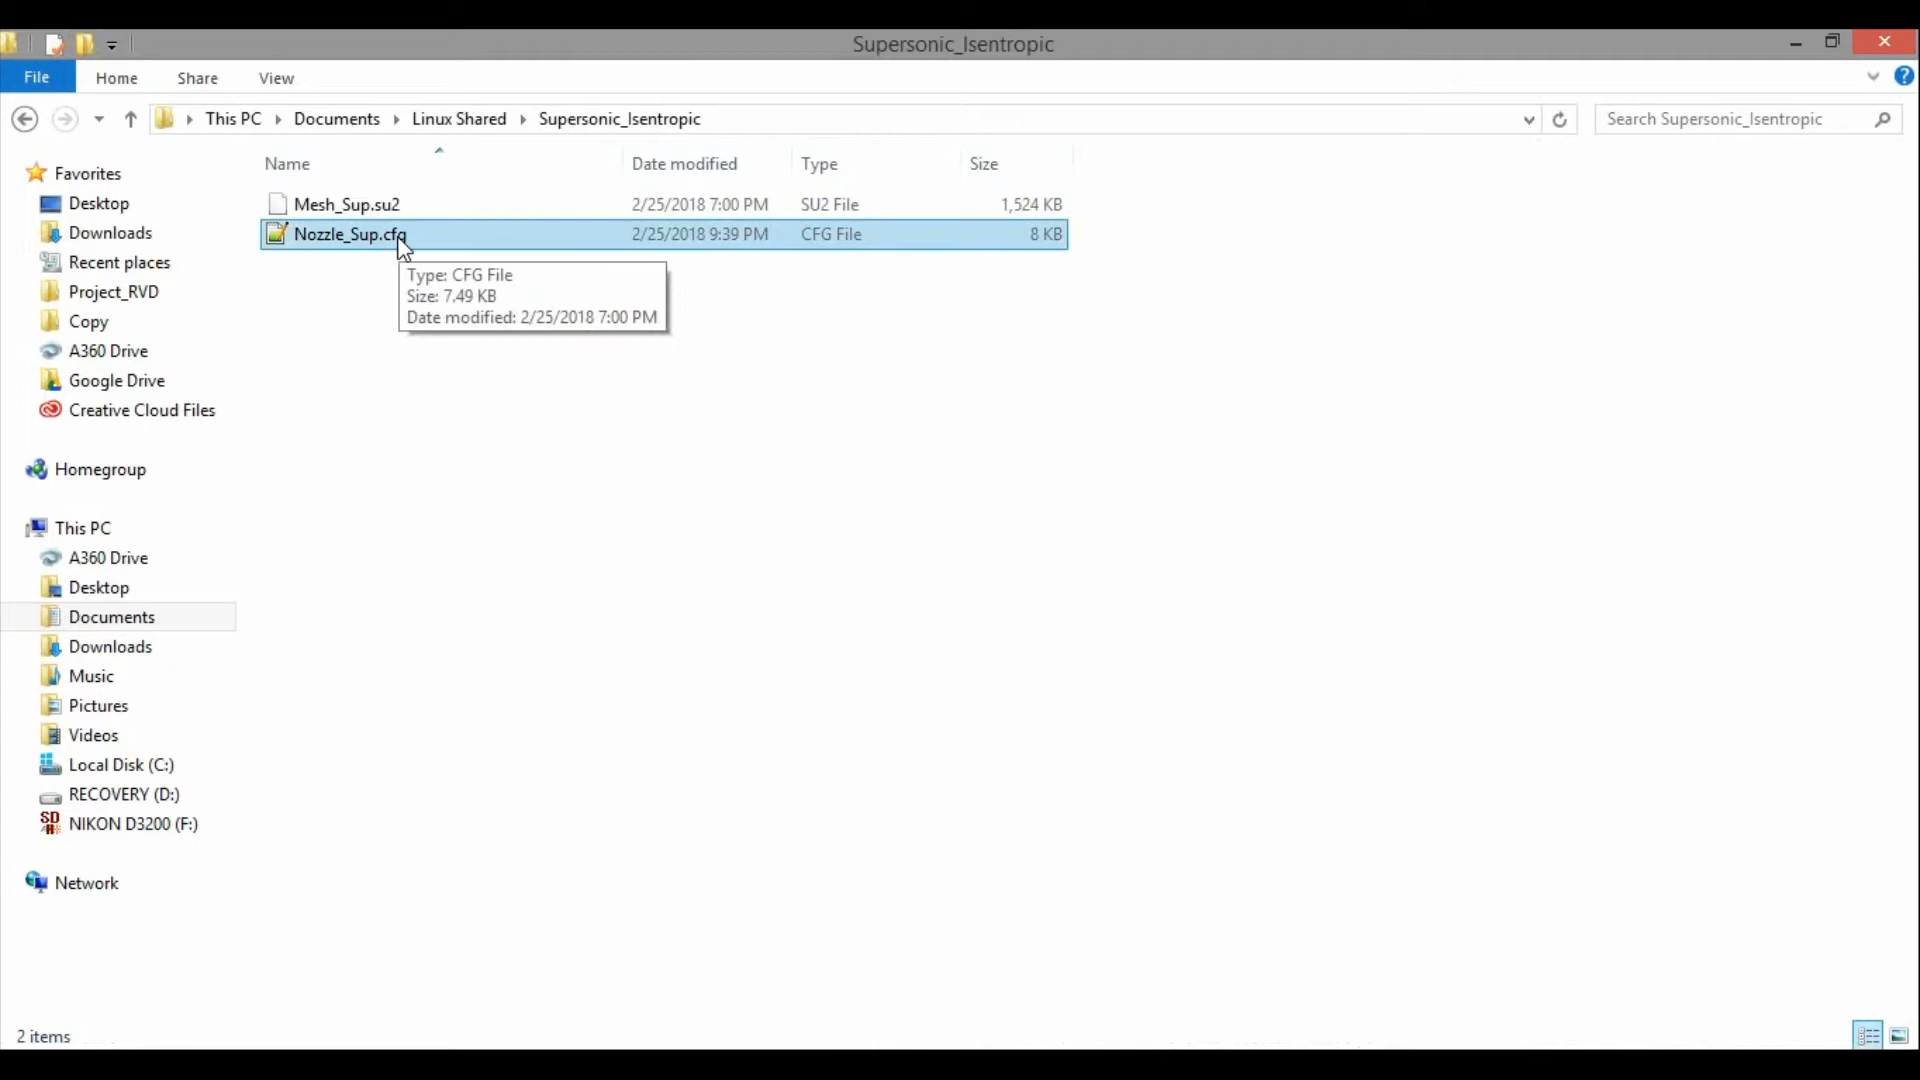 Supersonic_Isentropic
File Home Share View
This PC Documents Linux Shared Supersonic_Isentropic Search Supersonic_Isentropic
Name Date modified Type Size
Mesh_Sup.su2 2/25/2018 7:00 PM SU2 File 1,524 KB
Nozzle_Sup.cfg 2/25/2018 9:39 PM CFG File 8 KB
Type: CFG File
Size: 7.49 KB
Date modified: 2/25/2018 7:00 PM
Favorites
Desktop
Downloads
Recent places
Project_RVD
Copy
A360 Drive
Google Drive
Creative Cloud Files
Homegroup
This PC
A360 Drive
Desktop
Documents
Downloads
Music
Pictures
Videos
Local Disk (C:)
RECOVERY (D:)
NIKON D3200 (F:)
Network
2 items